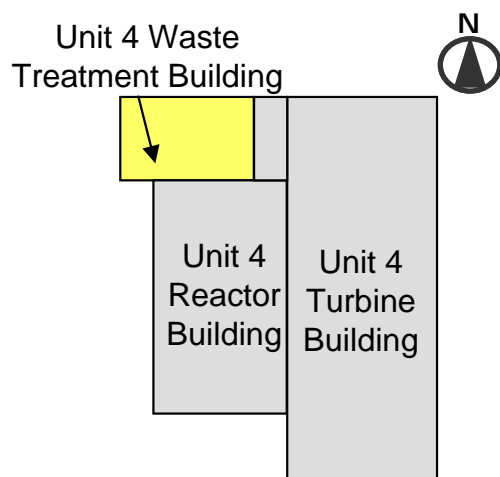 Unit 4 Waste
Treatment Building
N
Unit 4
Reactor
Building
Unit 4
Turbine
Building